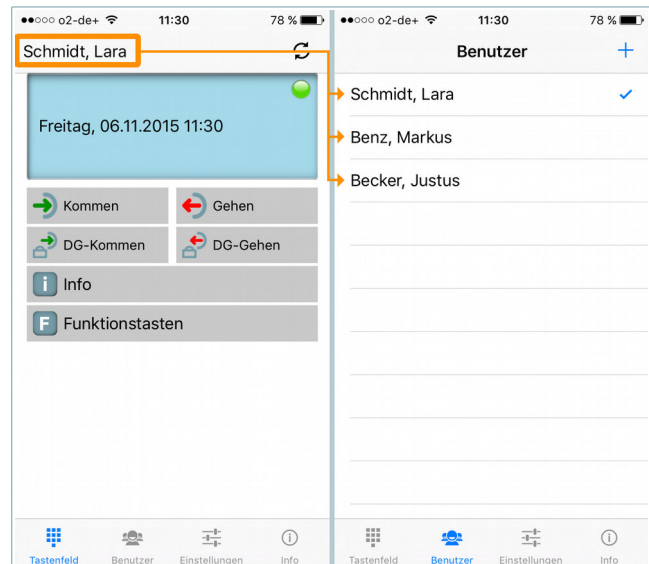 o2-de+ 11:30 78 %
Schmidt, Lara
Freitag, 06.11.2015 11:30
Kommen Gehen
DG-Kommen DG-Gehen
i Info
F Funktionstasten
Tastenfeld Benutzer Einstellungen Info
o2-de+ 11:30 78 %
Benutzer +
Schmidt, Lara
Benz, Markus
Becker, Justus
Tastenfeld Benutzer Einstellungen Info